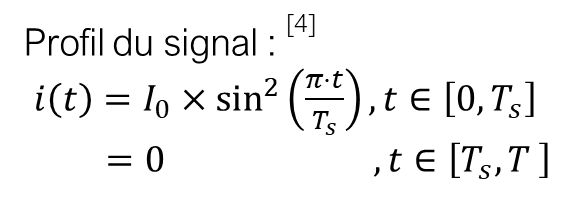 Profil du signal : [4]
i(t) = I₀ × sin² (π·t / Tₛ) , t ∈ [0, Tₛ]
= 0 , t ∈ [Tₛ, T ]